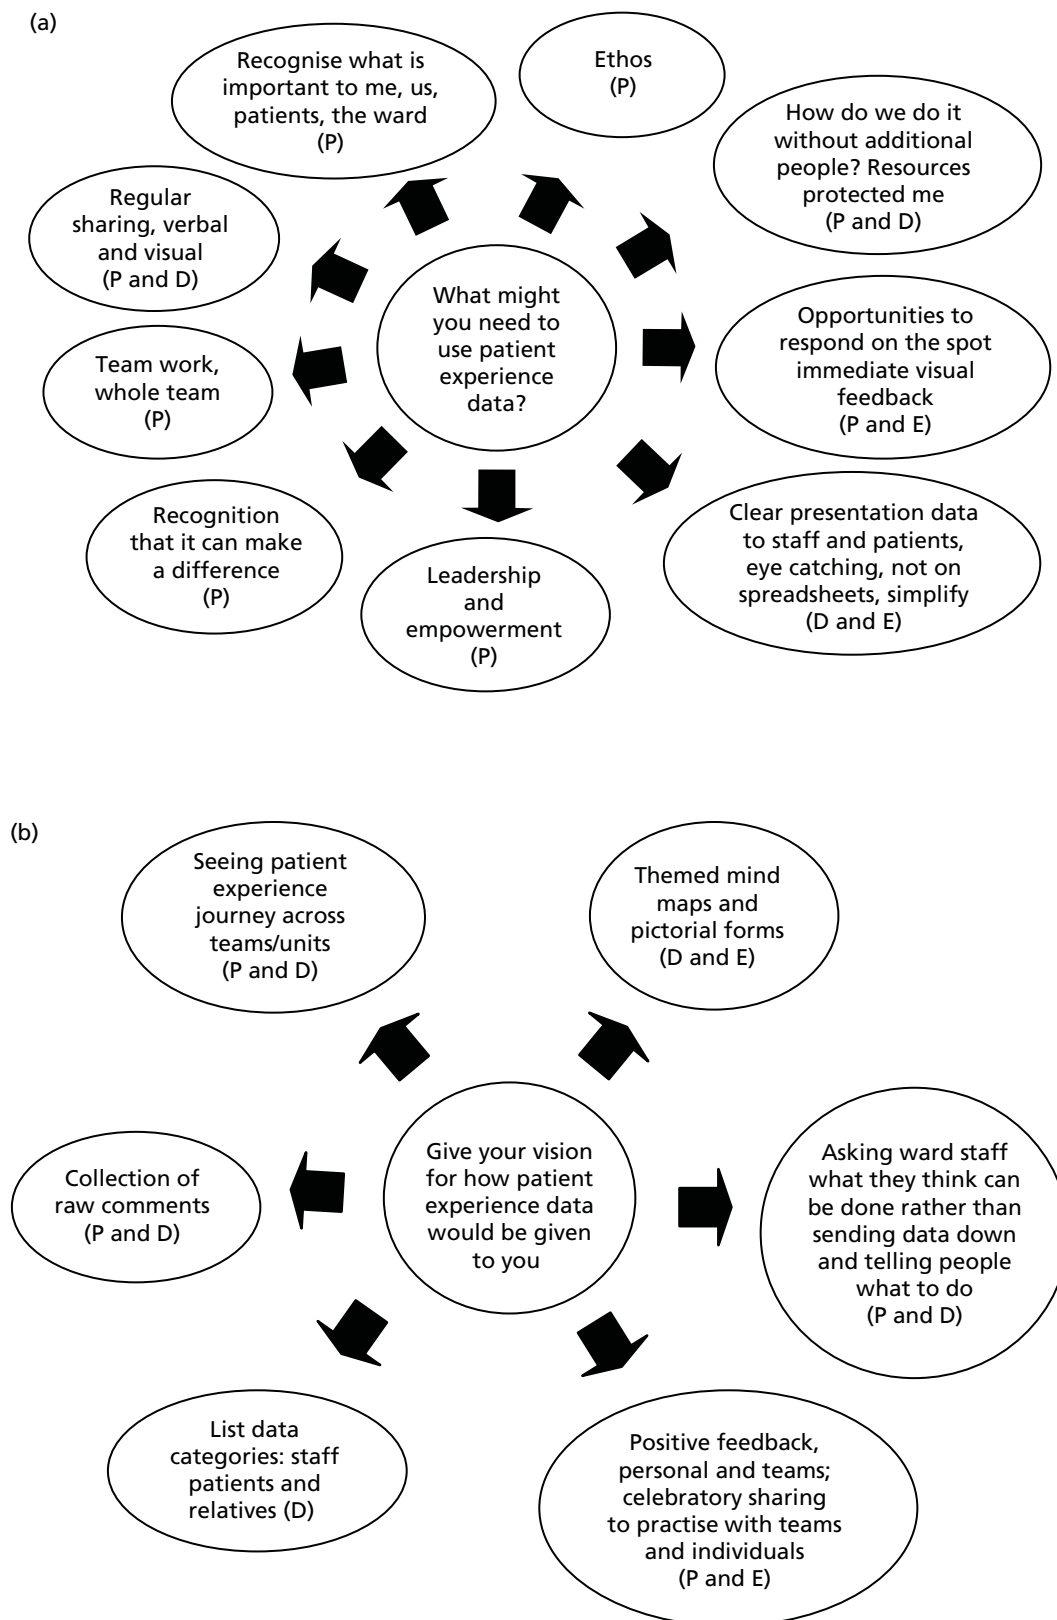 (a)
Recognise what is
important to me, us,
patients, the ward
(P)
Ethos
(P)
How do we do it
without additional
people? Resources
protected me
(P and D)
Regular
sharing, verbal
and visual
(P and D)
What might
you need to
use patient
experience
data?
Opportunities to
respond on the spot
immediate visual
feedback
(P and E)
Team work,
whole team
(P)
Recognition
that it can make
a difference
(P)
Leadership
and
empowerment
(P)
Clear presentation data
to staff and patients,
eye catching, not on
spreadsheets, simplify
(D and E)
(b)
Seeing patient
experience
journey across
teams/units
(P and D)
Themed mind
maps and
pictorial forms
(D and E)
Collection of
raw comments
(P and D)
Give your vision
for how patient
experience data
would be given
to you
Asking ward staff
what they think can
be done rather than
sending data down
and telling people
what to do
(P and D)
List data
categories: staff
patients and
relatives (D)
Positive feedback,
personal and teams;
celebratory sharing
to practise with teams
and individuals
(P and E)